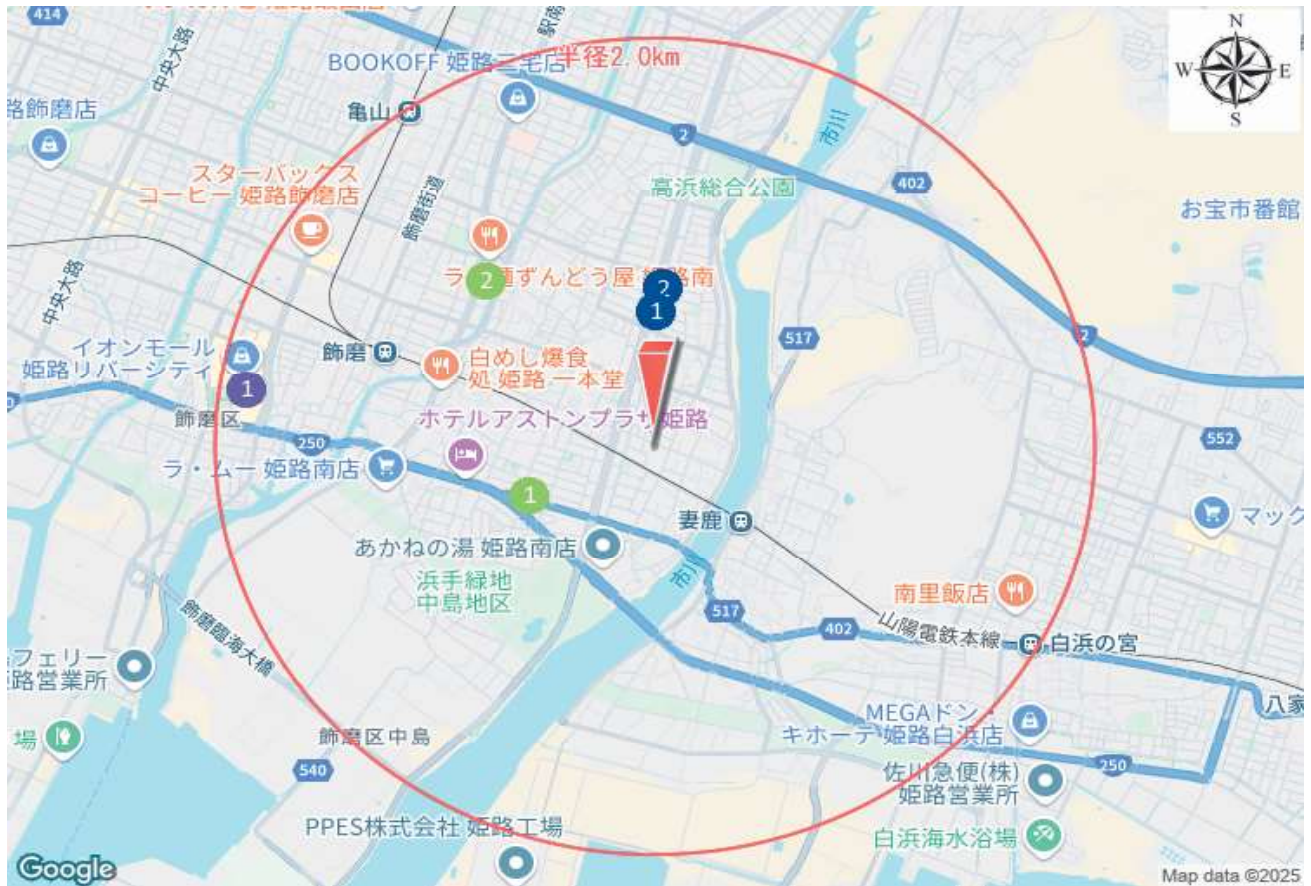 414
中央大路
BOOKOFF 姫路三宅店
半径2.0km
N
W
E
S
路飾磨店
亀山
2
市川
402
スターバックス
コーヒー 姫路飾磨店
飾磨街道
高浜総合公園
お宝市番館
2
ずんどう屋 姫路南
2
1
中央大路
イオンモール
姫路リバーシティ
飾磨
白めし爆食
処 姫路 一本堂
517
2
1
飾磨区
ホテルアストンプラザ姫路
250
552
ラ・ムー 姫路南店
1
妻鹿
マック
あかねの湯 姫路南店
浜手緑地
中島地区
市川
南里飯店
517
402
山陽電鉄本線
白浜の宮
飾磨臨海大橋
フェリー
路営業所
八家
MEGAドン・
キホーテ 姫路白浜店
場
飾磨区中島
540
250
佐川急便(株)
姫路営業所
PPES株式会社 姫路工場
白浜海水浴場
Google
Map data ©2025